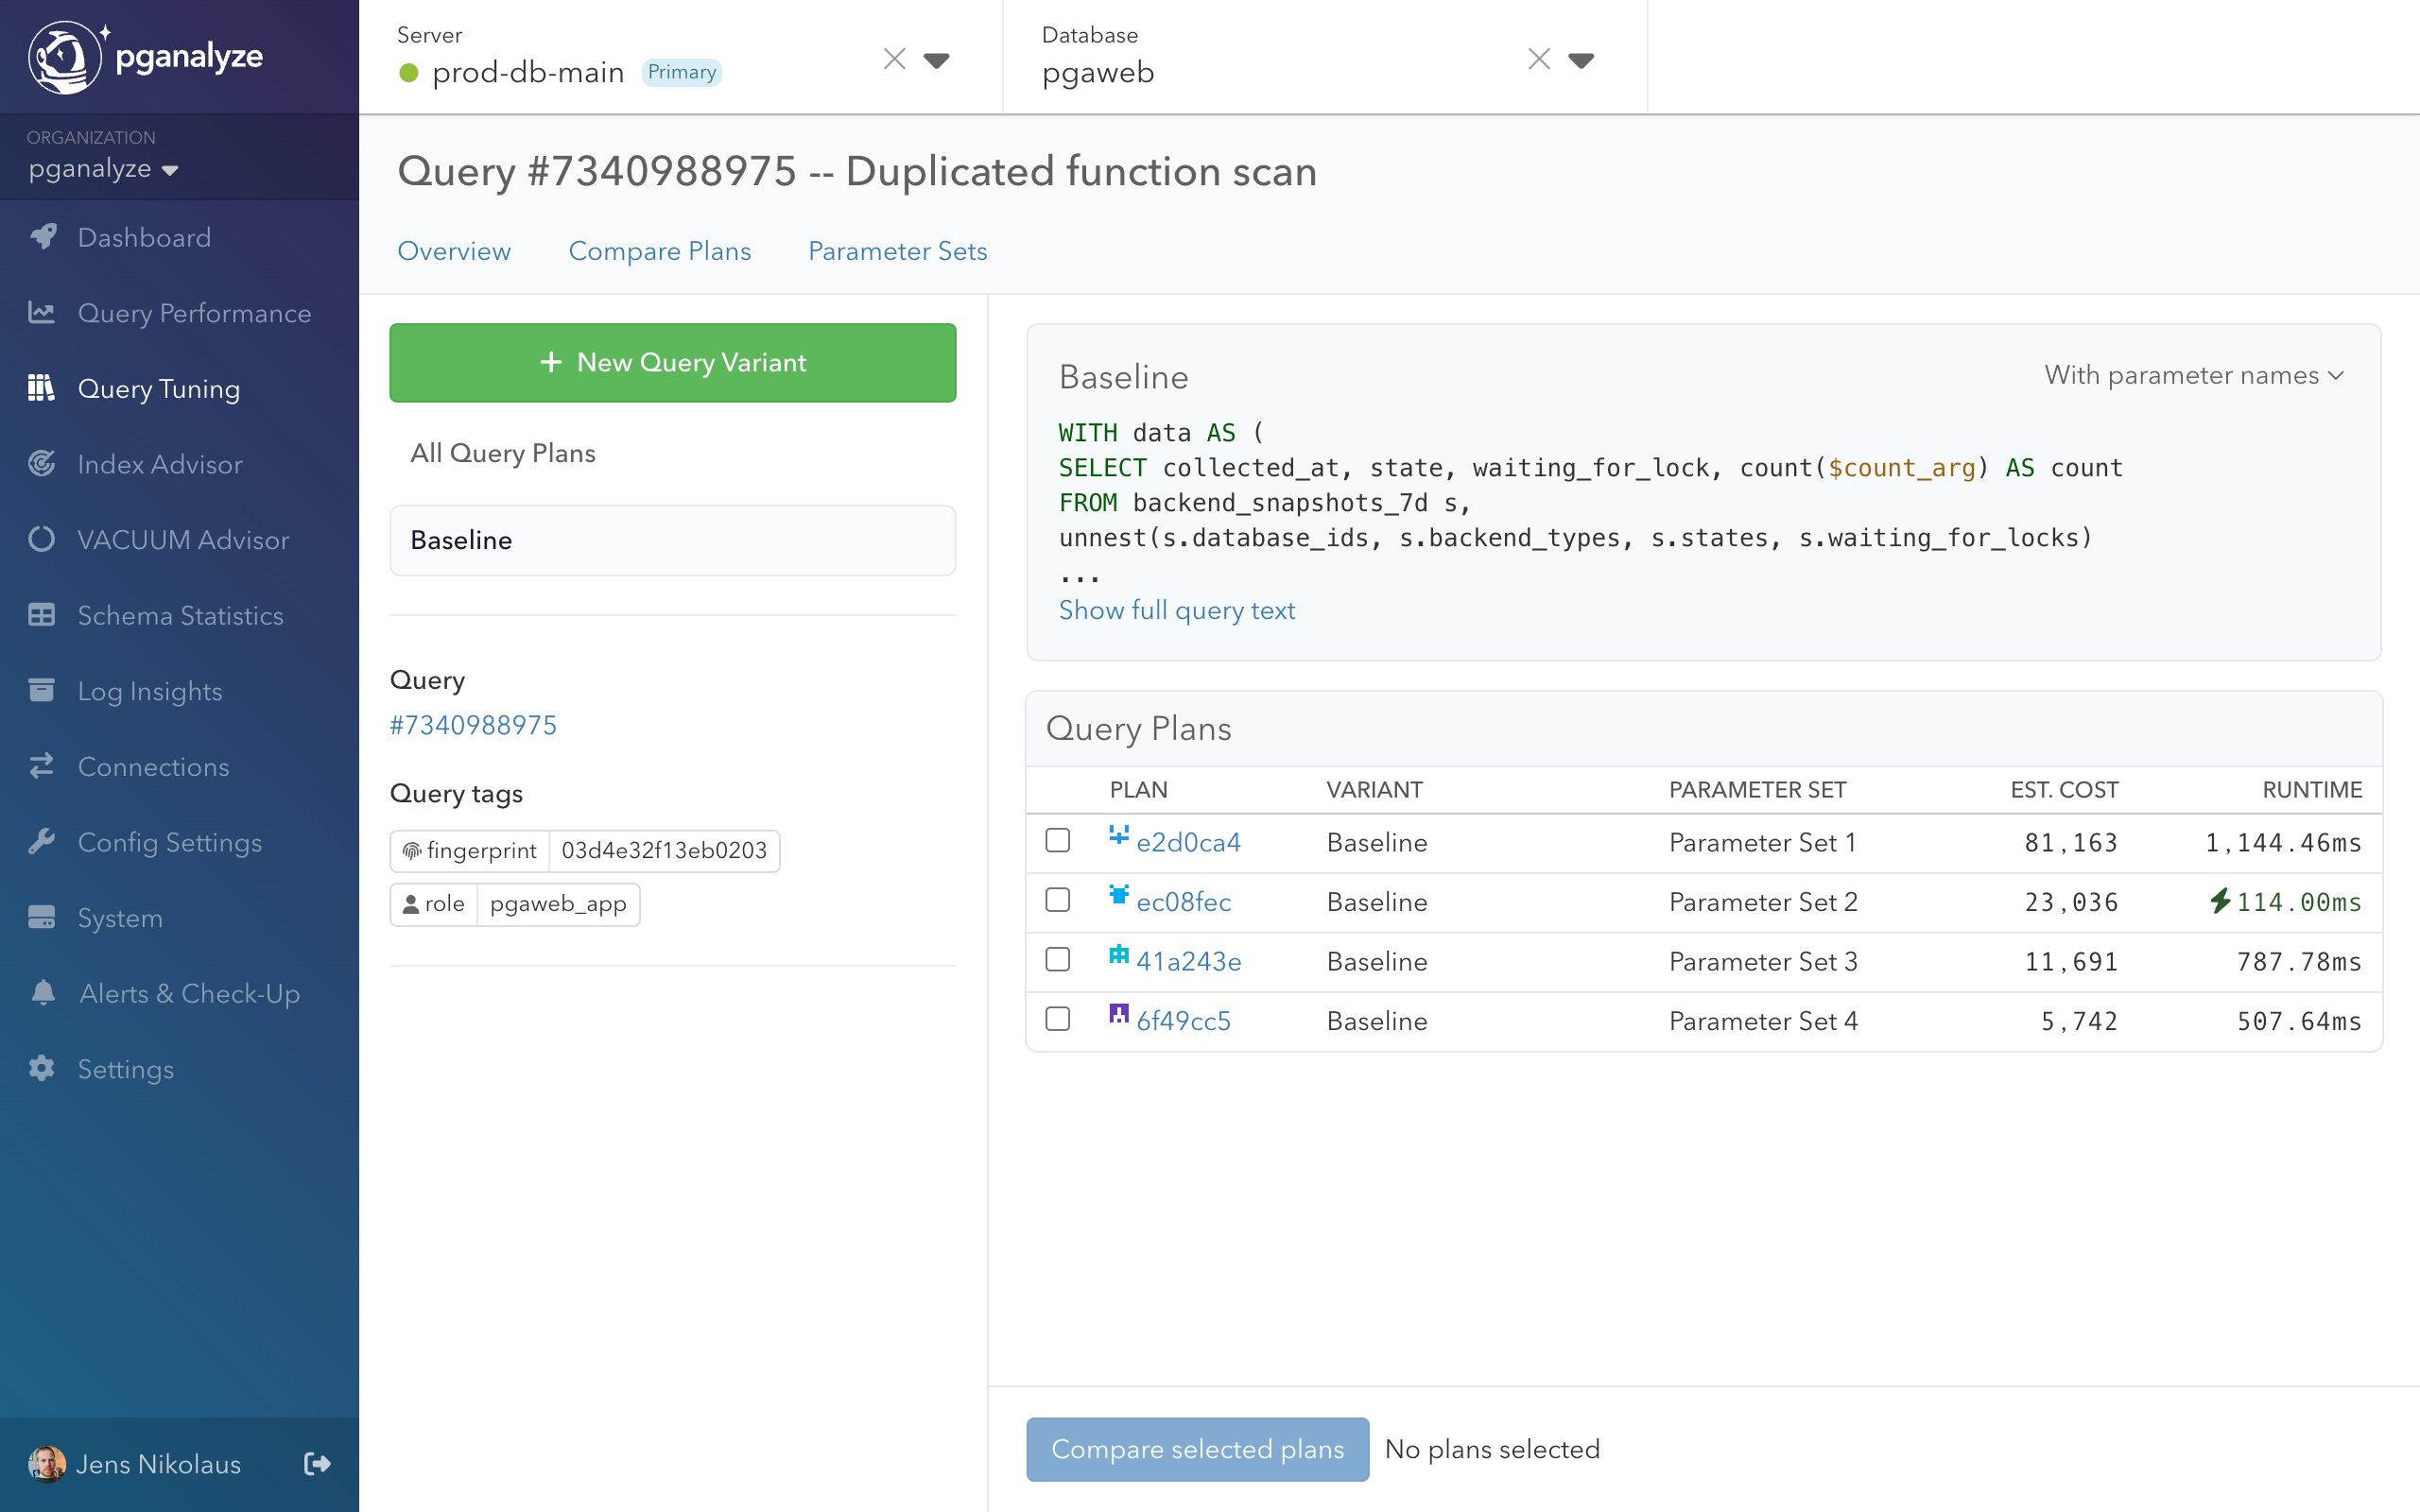 pganalyze
ORGANIZATION
pganalyze
Dashboard
Query Performance
Query Tuning
Index Advisor
VACUUM Advisor
Schema Statistics
Log Insights
Connections
Config Settings
System
Alerts & Check-Up
Settings
Jens Nikolaus
Server
prod-db-main Primary
Database
pgaweb
Query #7340988975 -- Duplicated function scan
Overview Compare Plans Parameter Sets
+ New Query Variant
All Query Plans
Baseline
Query
#7340988975
Query tags
fingerprint 03d4e32f13eb0203
role pgaweb_app
Baseline With parameter names
WITH data AS (
SELECT collected_at, state, waiting_for_lock, count($count_arg) AS count
FROM backend_snapshots_7d s,
unnest(s.database_ids, s.backend_types, s.states, s.waiting_for_locks)
...
Show full query text
Query Plans
PLAN VARIANT PARAMETER SET EST. COST RUNTIME
e2d0ca4 Baseline Parameter Set 1 81,163 1,144.46ms
ec08fec Baseline Parameter Set 2 23,036 114.00ms
41a243e Baseline Parameter Set 3 11,691 787.78ms
6f49cc5 Baseline Parameter Set 4 5,742 507.64ms
Compare selected plans No plans selected